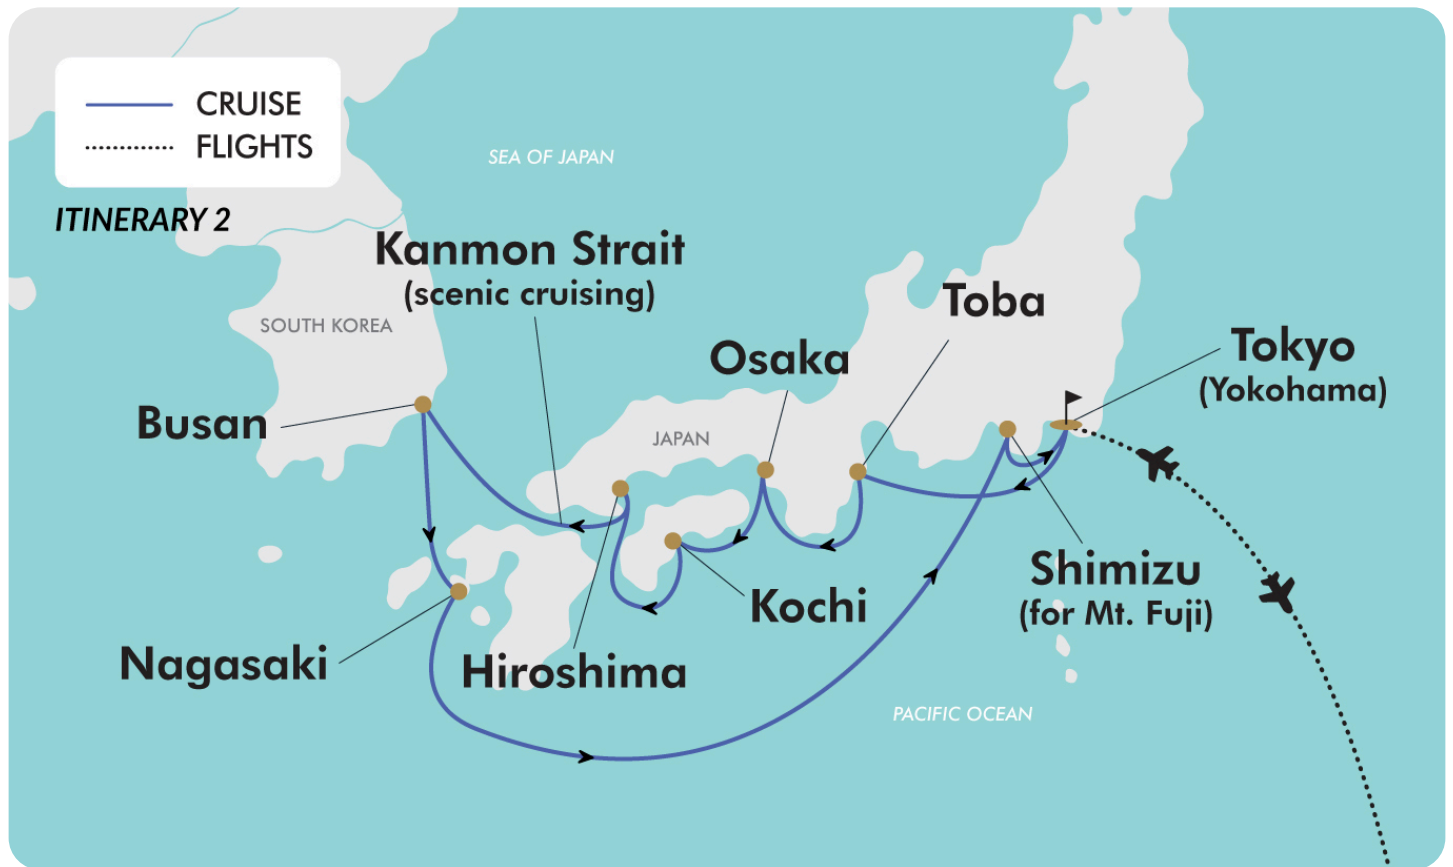 CRUISE
FLIGHTS
SEA OF JAPAN
ITINERARY 2
Kanmon Strait
(scenic cruising)
SOUTH KOREA
Toba
Osaka
Tokyo
(Yokohama)
Busan
JAPAN
Shimizu
(for Mt. Fuji)
Kochi
Nagasaki
Hiroshima
PACIFIC OCEAN